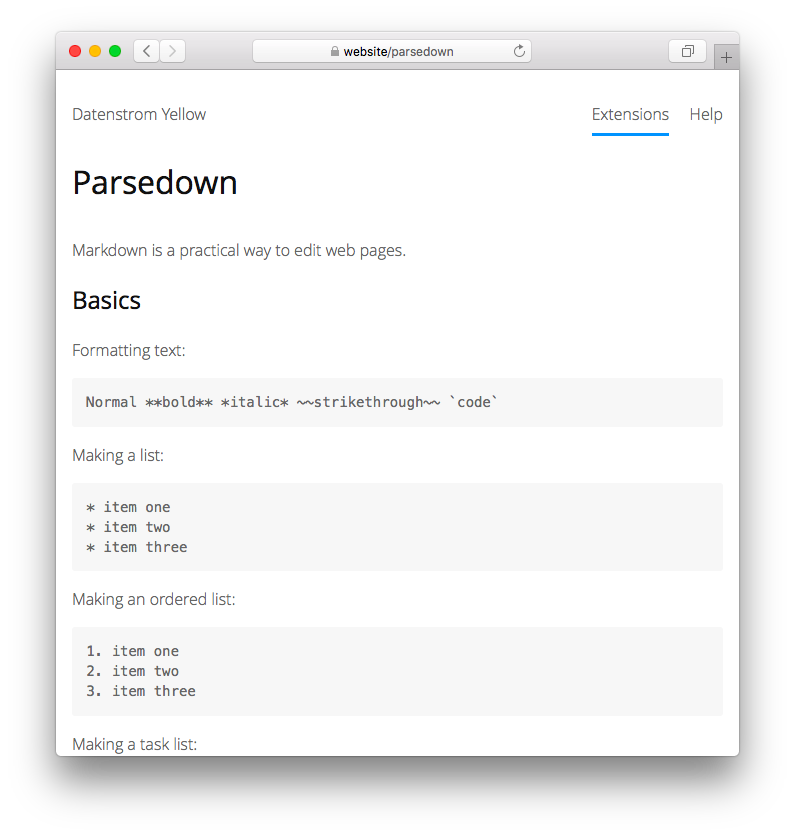 website/parsedown
Datenstrom Yellow
Extensions Help
Parsedown
Markdown is a practical way to edit web pages.
Basics
Formatting text:
Normal **bold** *italic* ~~strikethrough~~ `code`
Making a list:
* item one
* item two
* item three
Making an ordered list:
1. item one
2. item two
3. item three
Making a task list: